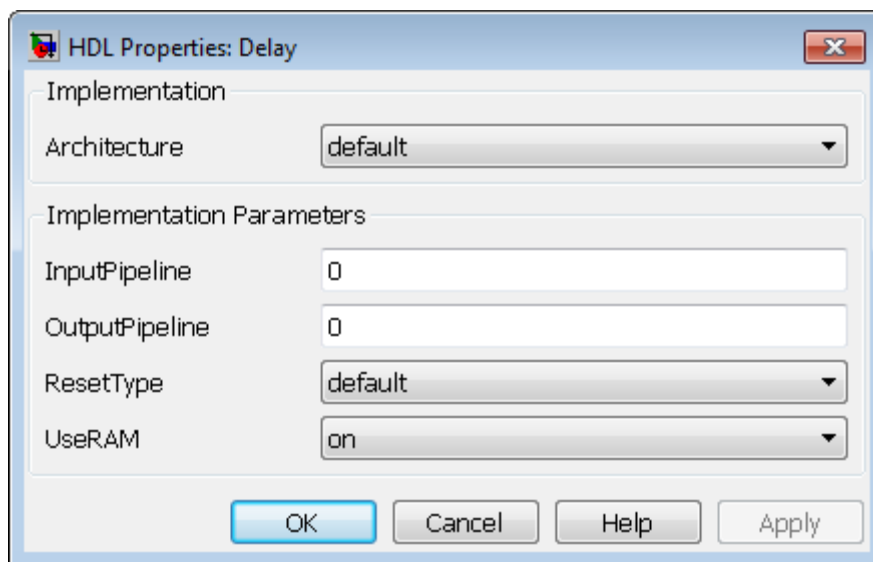 HDL Properties: Delay
Implementation
Architecture default
Implementation Parameters
InputPipeline 0
OutputPipeline 0
ResetType default
UseRAM on
OK Cancel Help Apply